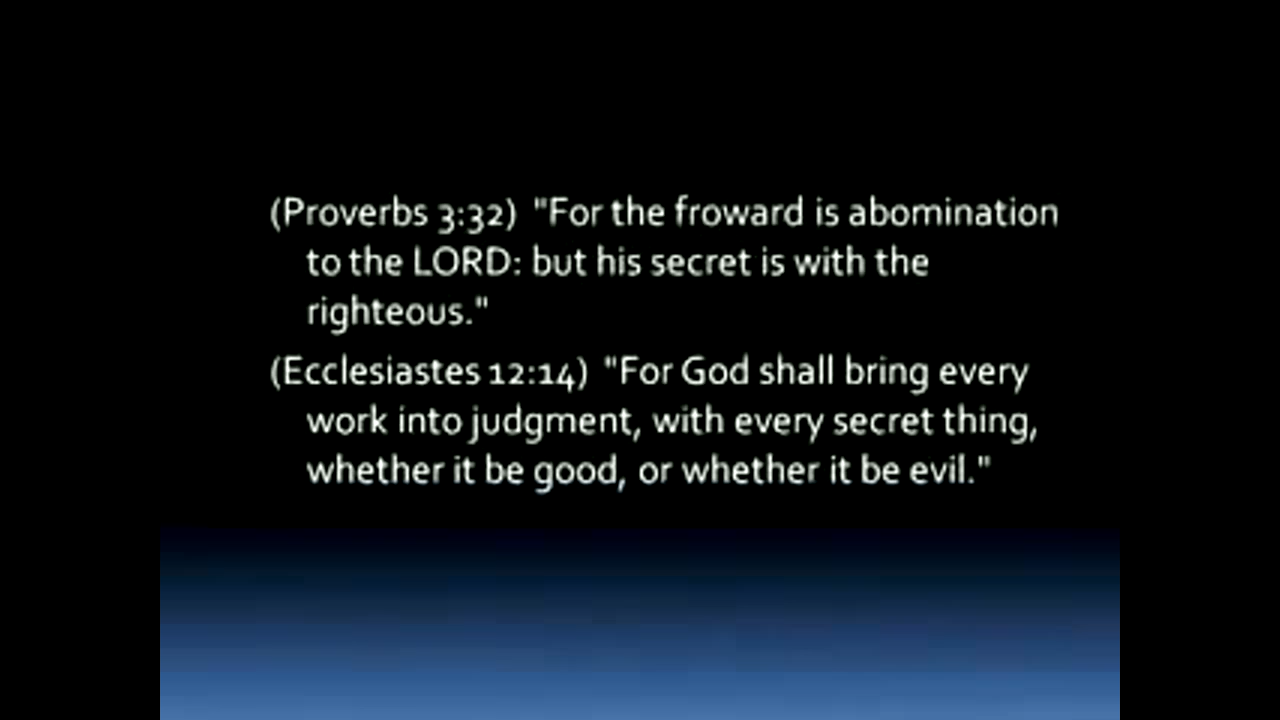 (Proverbs 3:32) "For the froward is abomination
to the LORD: but his secret is with the
righteous."
(Ecclesiastes 12:14) "For God shall bring every
work into judgment, with every secret thing,
whether it be good, or whether it be evil."